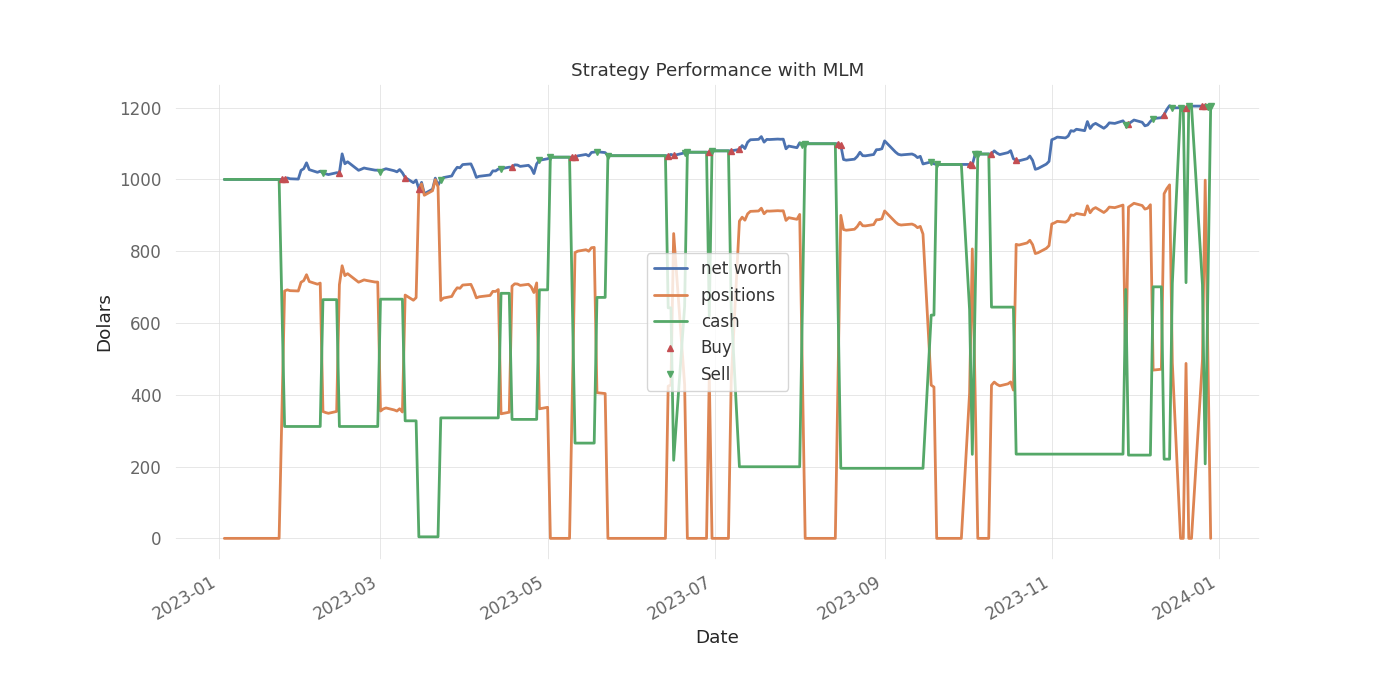 Strategy Performance with MLM
Dolars
1200
1000
800
600
400
200
0
net worth
positions
cash
Buy
Sell
2023-01
2023-03
2023-05
2023-07
2023-09
2023-11
2024-01
Date